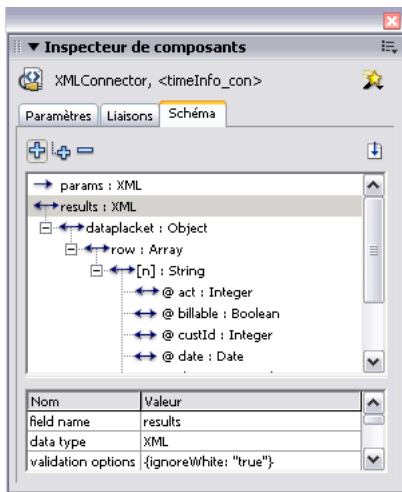 ▼ Inspecteur de composants
XMLConnector, <timeInfo_con>
Paramètres Liaisons Schéma
params : XML
results : XML
dataplacket : Object
row : Array
[n] : String
@ act : Integer
@ billable : Boolean
@ custId : Integer
@ date : Date
Nom Valeur
field name results
data type XML
validation options {ignoreWhite: "true"}